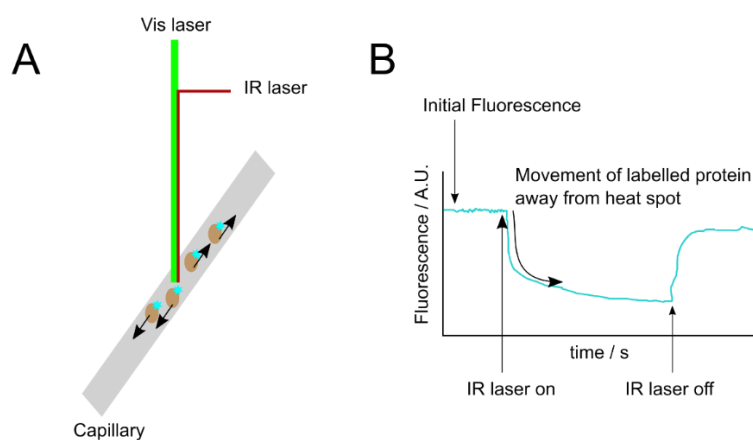 A
Vis laser
IR laser
Capillary
B
Initial Fluorescence
Movement of labelled protein
away from heat spot
Fluorescence / A.U.
time / s
IR laser on
IR laser off